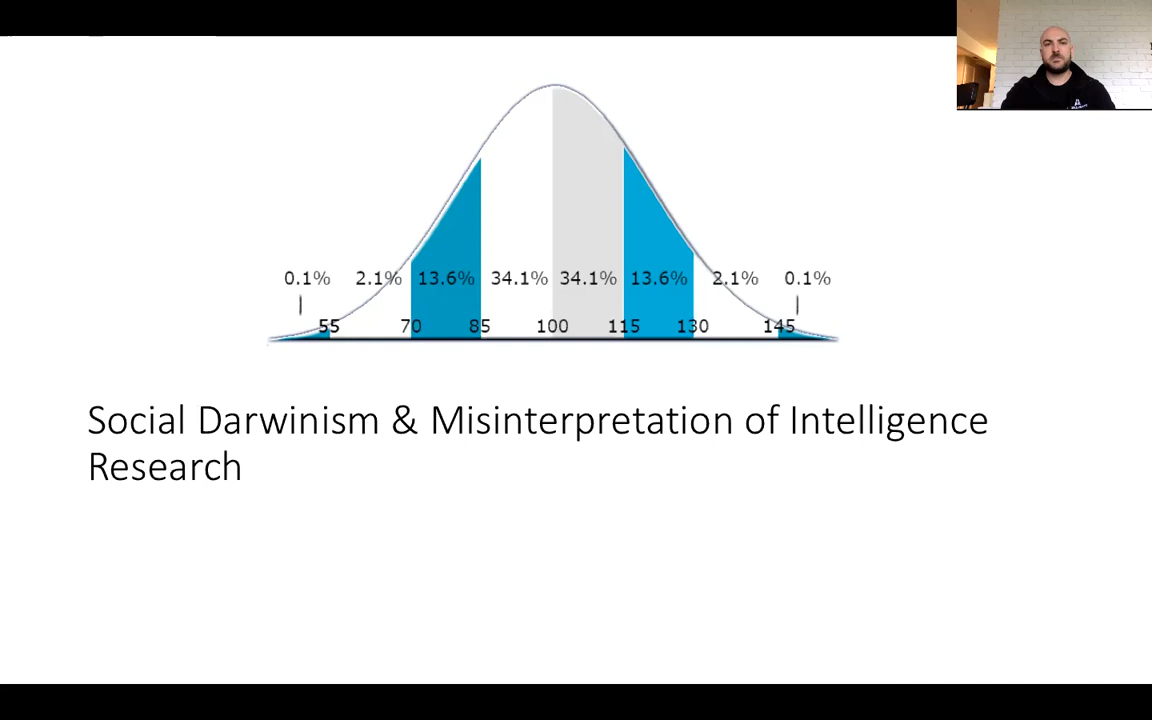 0.1% 2.1% 13.6% 34.1% 34.1% 13.6% 2.1% 0.1%
55 70 85 100 115 130 145
Social Darwinism & Misinterpretation of Intelligence
Research